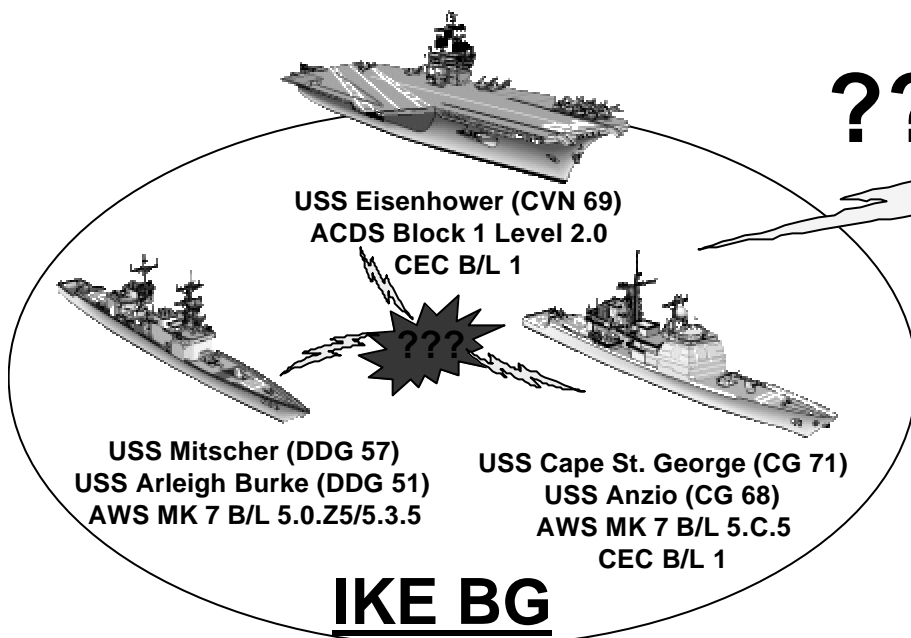 ??
USS Eisenhower (CVN 69)
ACDS Block 1 Level 2.0
CEC B/L 1
???
USS Mitscher (DDG 57)
USS Arleigh Burke (DDG 51)
AWS MK 7 B/L 5.0.Z5/5.3.5
USS Cape St. George (CG 71)
USS Anzio (CG 68)
AWS MK 7 B/L 5.C.5
CEC B/L 1
IKE BG